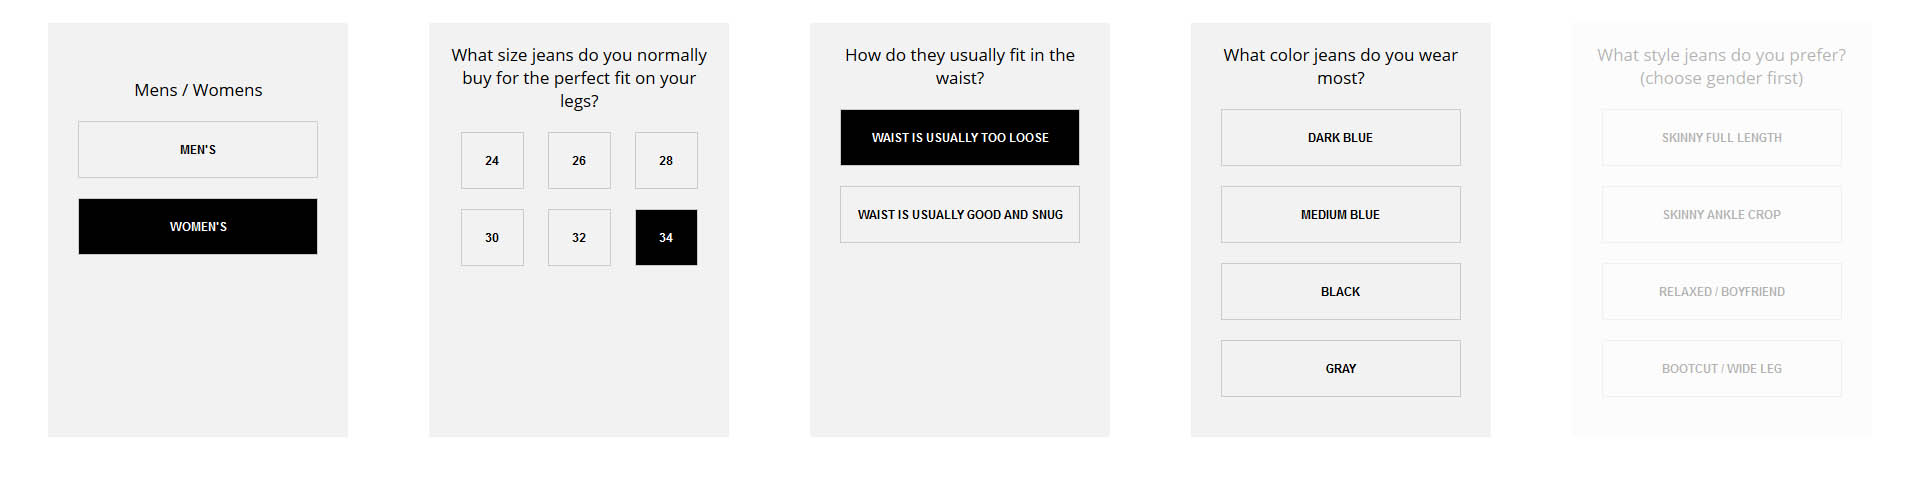 Mens / Womens
MEN'S
WOMEN'S
What size jeans do you normally
buy for the perfect fit on your
legs?
24 26 28
30 32 34
How do they usually fit in the
waist?
WAIST IS USUALLY TOO LOOSE
WAIST IS USUALLY GOOD AND SNUG
What color jeans do you wear
most?
DARK BLUE
MEDIUM BLUE
BLACK
GRAY
What style jeans do you prefer?
(choose gender first)
SKINNY FULL LENGTH
SKINNY ANKLE CROP
RELAXED / BOYFRIEND
BOOTCUT / WIDE LEG